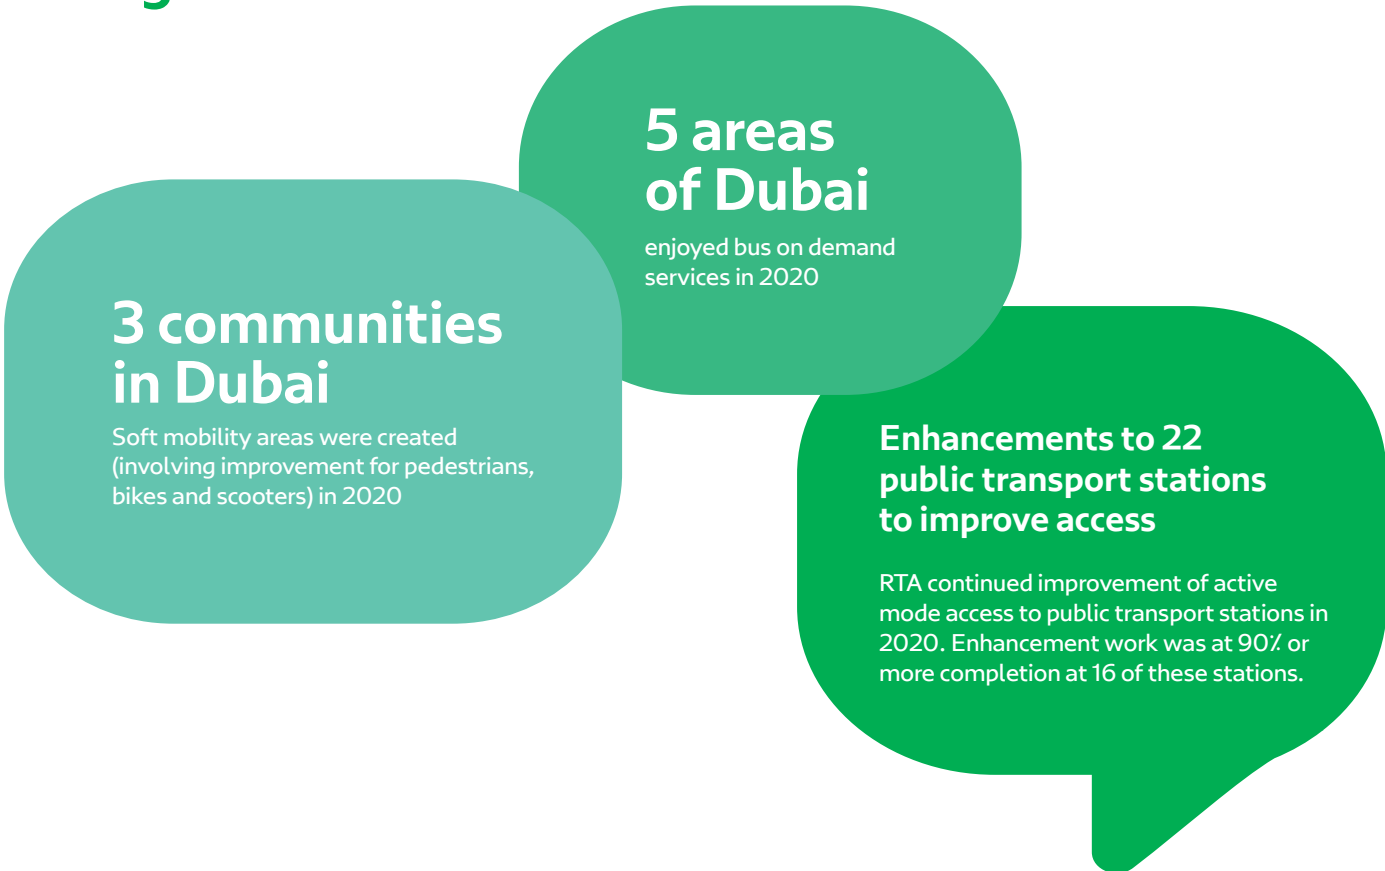 5 areas
of Dubai
enjoyed bus on demand
services in 2020
3 communities
in Dubai
Soft mobility areas were created
(involving improvement for pedestrians,
bikes and scooters) in 2020
Enhancements to 22
public transport stations
to improve access
RTA continued improvement of active
mode access to public transport stations in
2020. Enhancement work was at 90% or
more completion at 16 of these stations.